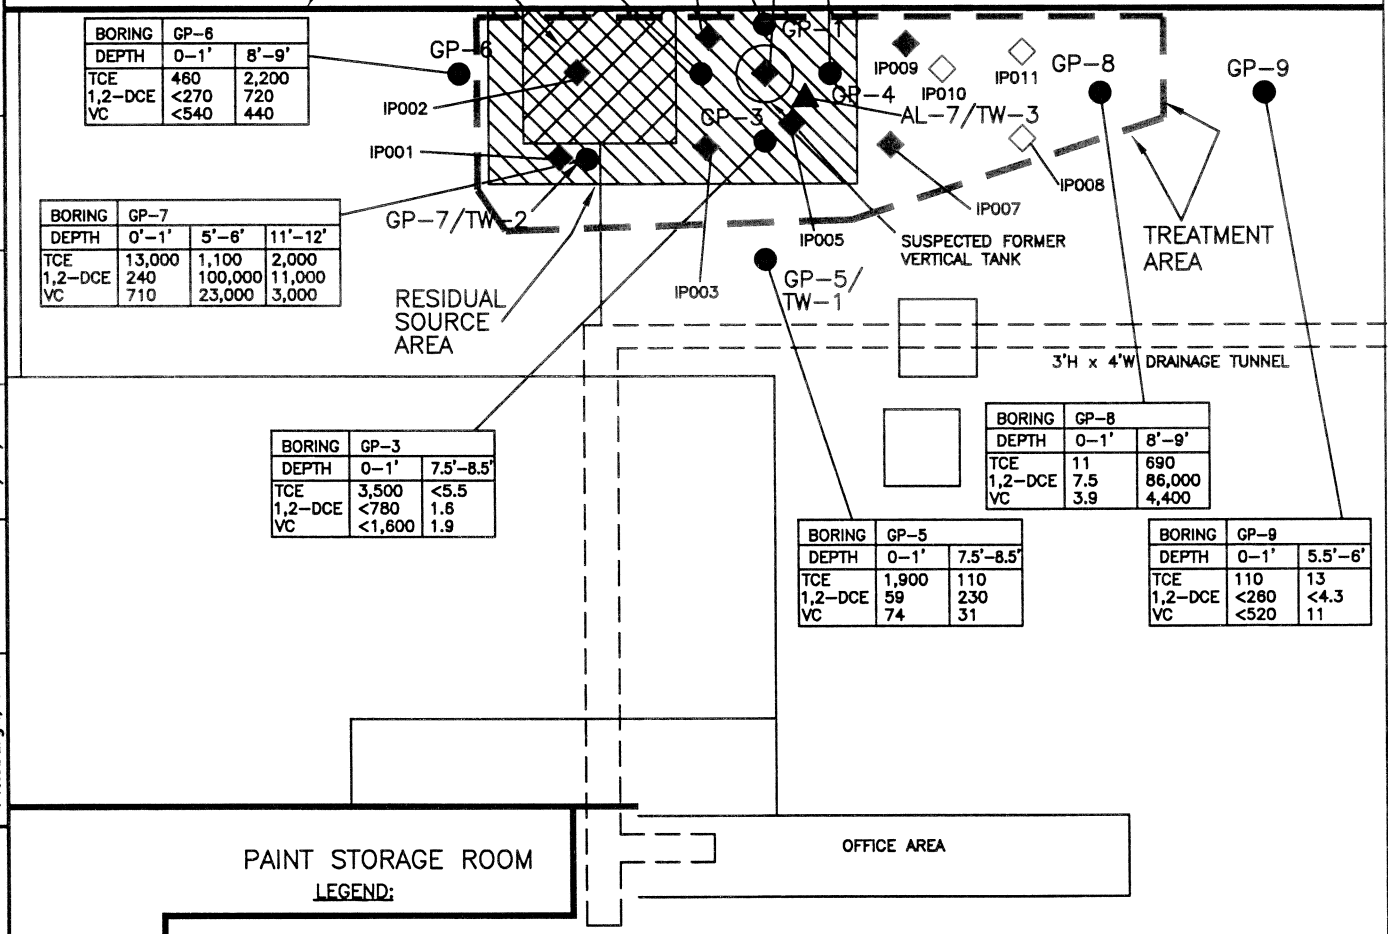 BORING GP-6
DEPTH 0-1' 8'-9'
TCE 460 2,200
1,2-DCE <270 720
VC <540 440
GP-6
IP002
IP001
GP-1
GP-3
GP-4
AL-7/TW-3
IP009
IP010
IP011
GP-8
GP-9
IP008
IP007
IP005
IP003
GP-7/TW-2
BORING GP-7
DEPTH 0'-1' 5'-6' 11'-12'
TCE 13,000 1,100 2,000
1,2-DCE 240 100,000 11,000
VC 710 23,000 3,000
RESIDUAL
SOURCE
AREA
SUSPECTED FORMER
VERTICAL TANK
TREATMENT
AREA
GP-5/
TW-1
3'H x 4'W DRAINAGE TUNNEL
BORING GP-3
DEPTH 0-1' 7.5'-8.5'
TCE 3,500 <5.5
1,2-DCE <780 1.6
VC <1,600 1.9
BORING GP-8
DEPTH 0-1' 8'-9'
TCE 11 690
1,2-DCE 7.5 86,000
VC 3.9 4,400
BORING GP-5
DEPTH 0-1' 7.5'-8.5'
TCE 1,900 110
1,2-DCE 59 230
VC 74 31
BORING GP-9
DEPTH 0-1' 5.5'-6'
TCE 110 13
1,2-DCE <260 <4.3
VC <520 11
PAINT STORAGE ROOM
LEGEND:
OFFICE AREA